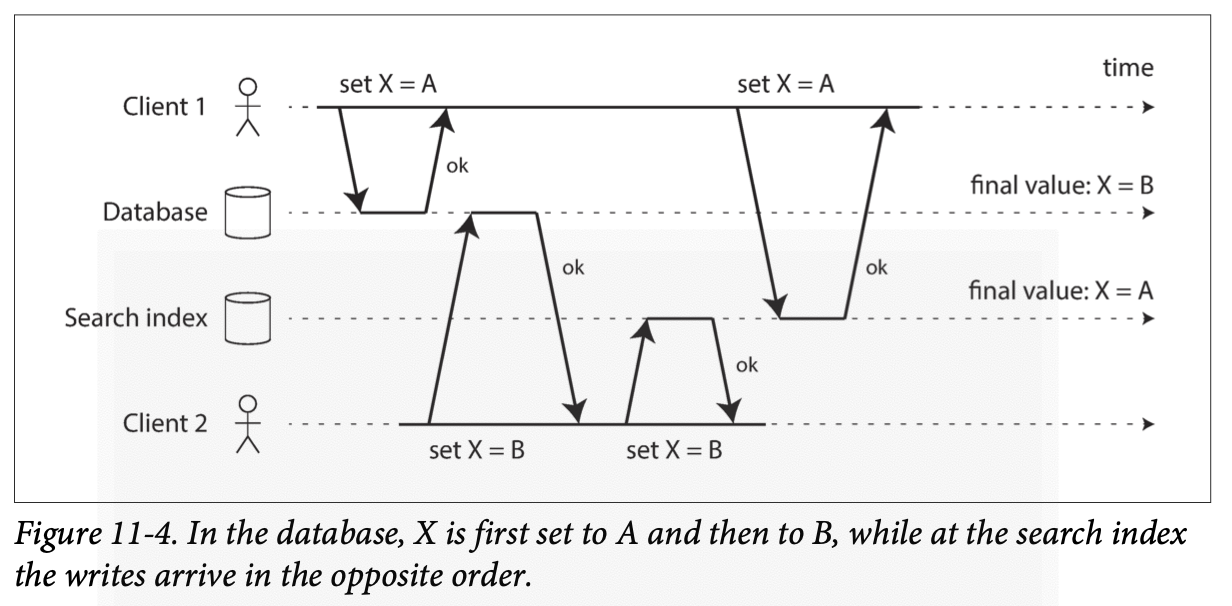 time
set X = A
set X = A
Client 1
ok
final value: X = B
Database
ok
ok
final value: X = A
Search index
ok
Client 2
set X = B
set X = B
Figure 11-4. In the database, X is first set to A and then to B, while at the search index
the writes arrive in the opposite order.